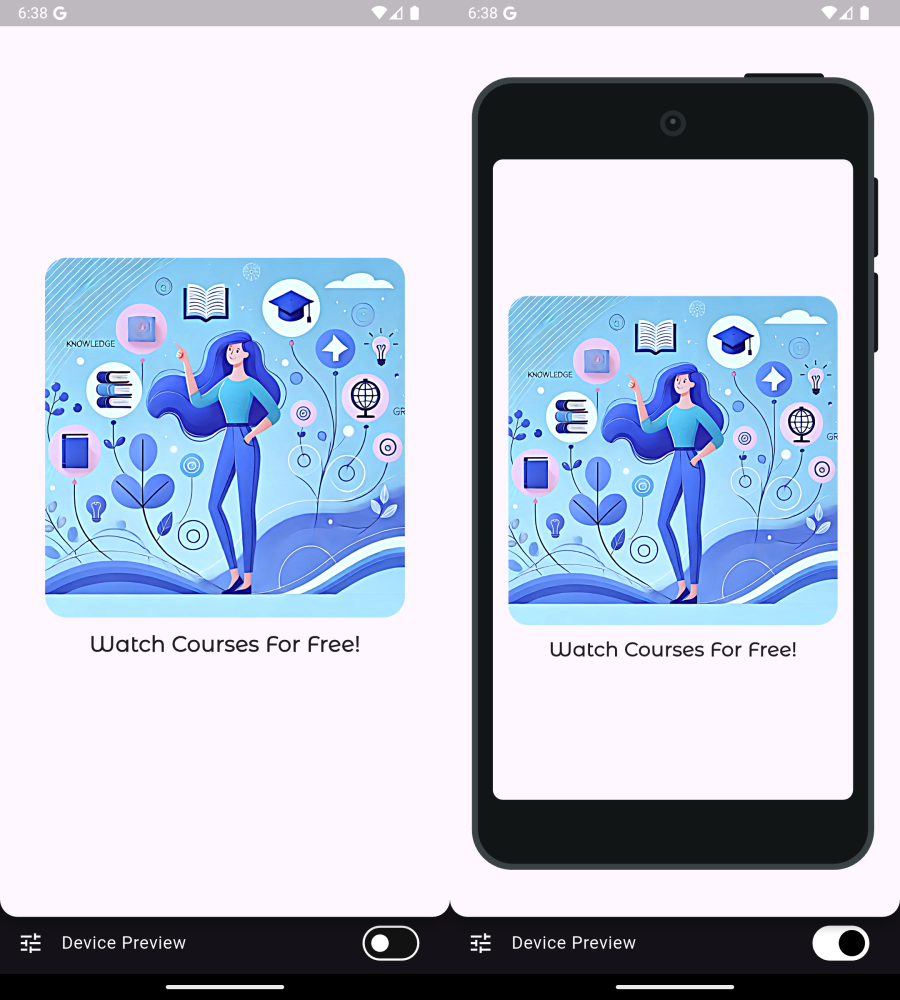 6:38 G
KNOWLEDGE
GR
Watch Courses For Free!
Device Preview
6:38 G
KNOWLEDGE
GR
Watch Courses For Free!
Device Preview